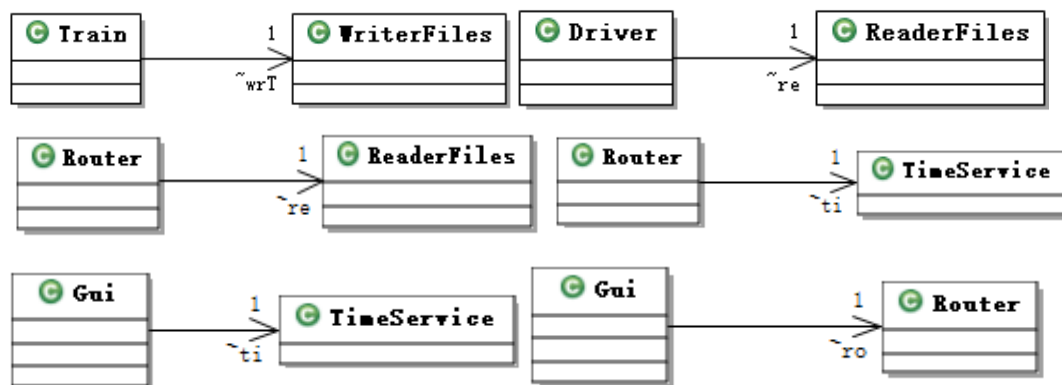 C Train
1
~wrT
C WriterFiles
C Driver
1
~re
C ReaderFiles
C Router
1
~re
C ReaderFiles
C Router
1
~ti
C TimeService
C Gui
1
~ti
C TimeService
C Gui
1
~ro
C Router